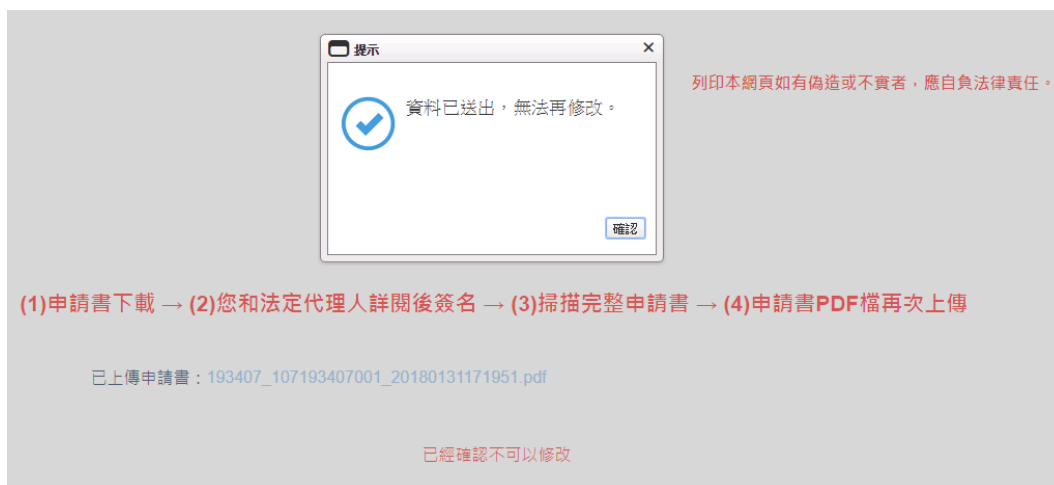 提示
列印本網頁如有偽造或不實者，應自負法律責任。
資料已送出，無法再修改。
確認
(1)申請書下載 → (2)您和法定代理人詳閱後簽名 → (3)掃描完整申請書 → (4)申請書PDF檔再次上傳
已上傳申請書：193407_107193407001_20180131171951.pdf
已經確認不可以修改